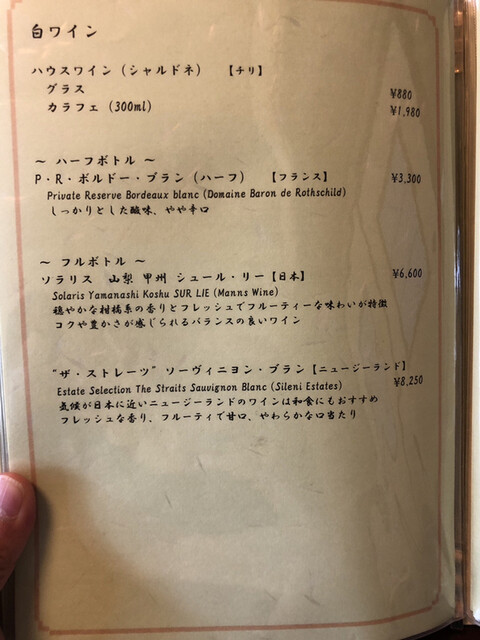 白ワイン
ハウスワイン（シャルドネ） 【チリ】
グラス ¥880
カラフェ（300ml） ¥1,980
～ ハーフボトル ～
P・R・ボルドー・ブラン（ハーフ） 【フランス】 ¥3,300
Private Reserve Bordeaux blanc (Domaine Baron de Rothschild)
しっかりとした酸味、やや辛口
～ フルボトル ～
ソラリス 山梨 甲州 シュール・リー【日本】 ¥6,600
Solaris Yamanashi Koshu SUR LIE (Manns Wine)
穏やかな柑橘系の香りとフレッシュでフルーティーな味わいが特徴
コクや豊かさが感じられるバランスの良いワイン
“ザ・ストレーツ” ソーヴィニヨン・ブラン【ニュージーランド】
Estate Selection The Straits Sauvignon Blanc (Sileni Estates) ¥8,250
気候が日本に近いニュージーランドのワインは和食にもおすすめ
フレッシュな香り、フルーティで甘口、やわらかな口当たり